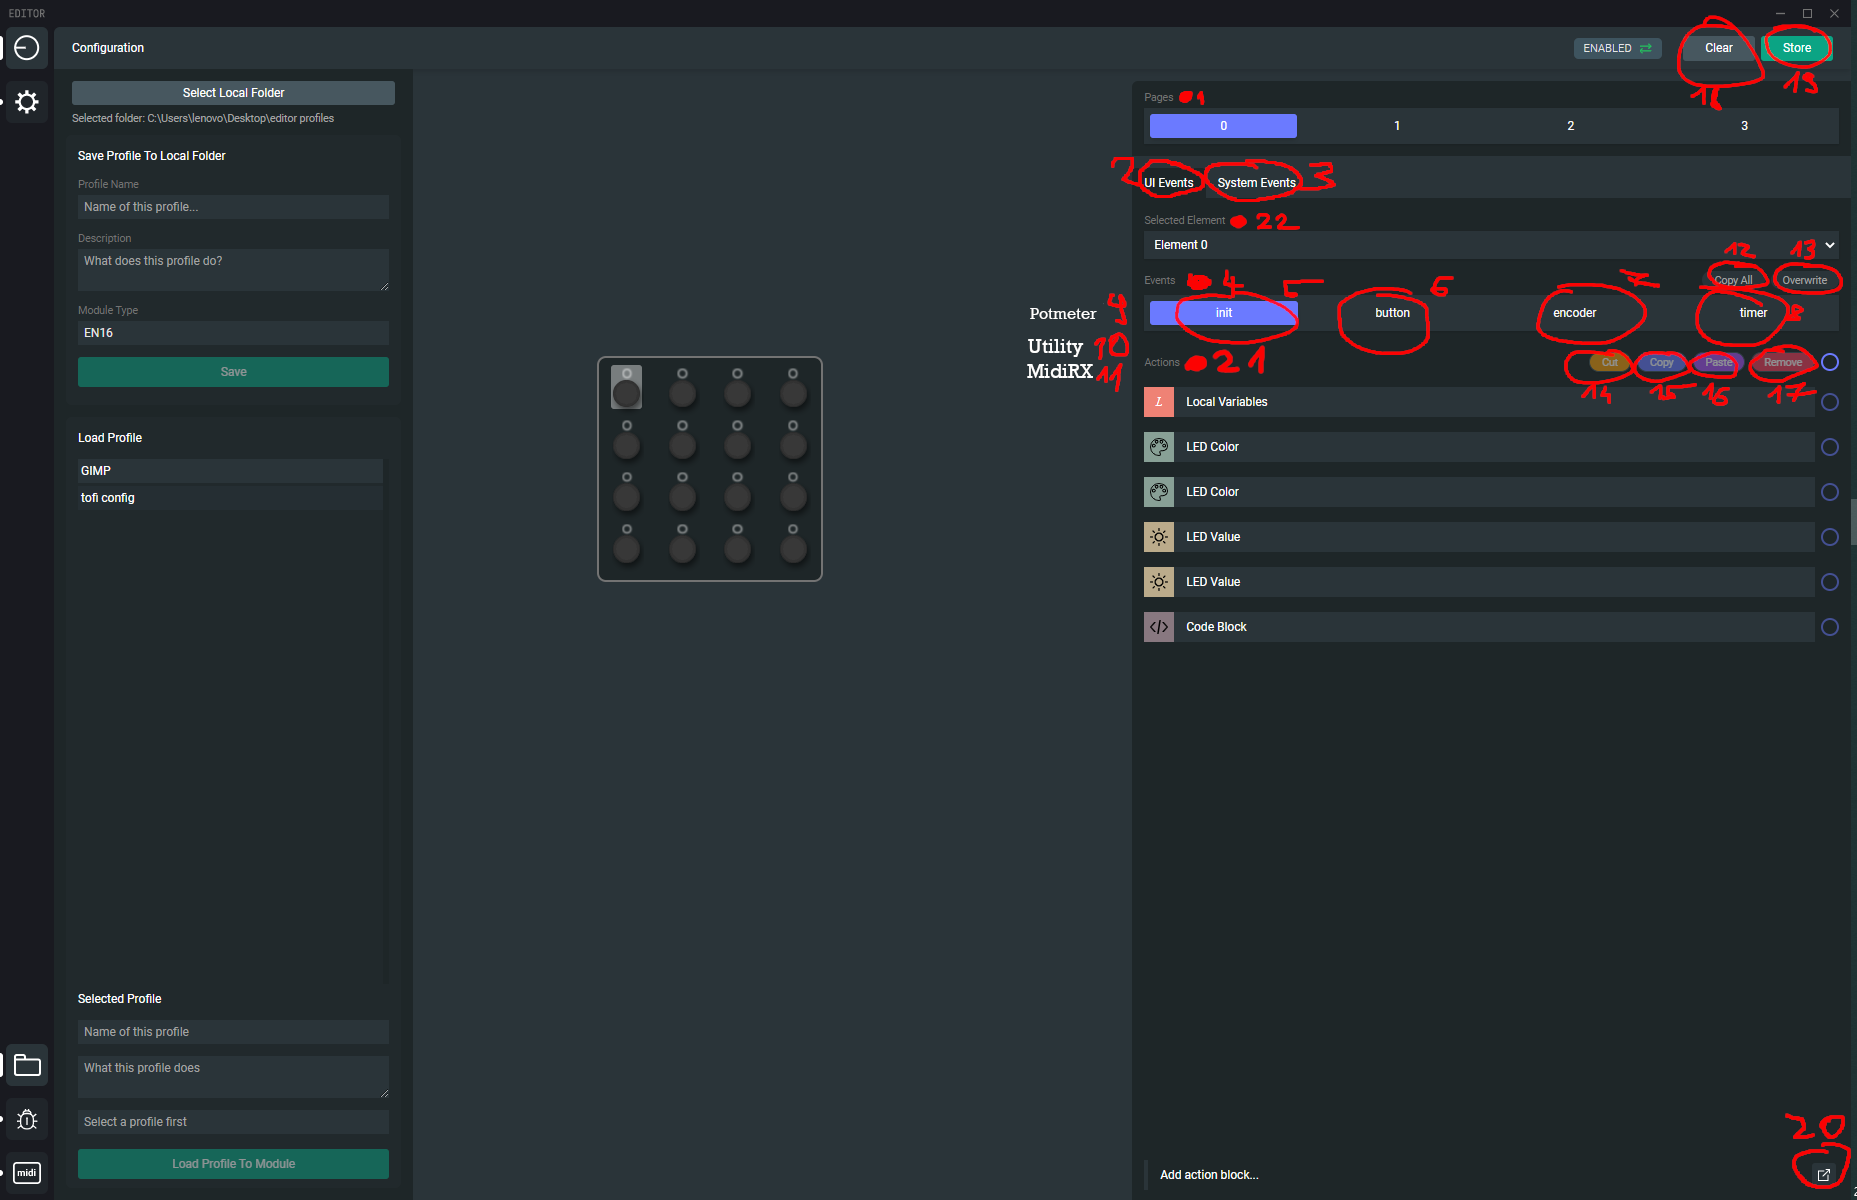 EDITOR
Configuration
ENABLED
Clear
Store
18
19
Select Local Folder
Selected folder: C:\Users\lenovo\Desktop\editor profiles
Save Profile To Local Folder
Profile Name
Name of this profile...
Description
What does this profile do?
Module Type
EN16
Save
Load Profile
GIMP
tofi config
Selected Profile
Name of this profile
What this profile does
Select a profile first
Load Profile To Module
midi
Pages 1
0 1 2 3
2 UI Events System Events 3
Selected Element 22
Element 0
12 13
Events 4 5 6 7 Copy All Overwrite
init button encoder timer 8
Potmeter 9
Utility 10
MidiRX 11
Actions 21 Cut Copy Paste Remove
14 15 16 17
L Local Variables
LED Color
LED Color
LED Value
LED Value
Code Block
20
Add action block...